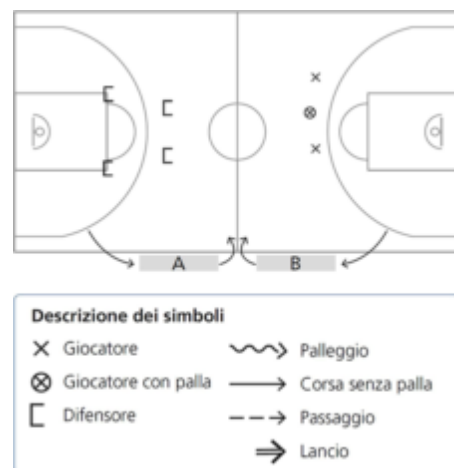 A B
Descrizione dei simboli
Giocatore
Palleggio
Giocatore con palla
Corsa senza palla
Difensore
Passaggio
Lancio